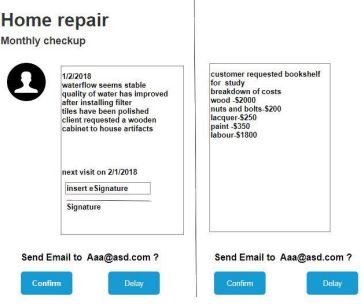 Home repair
Monthly checkup
1/2/2018
waterflow seems stable
quality of water has improved
after installing filter
tiles have been polished
client requested a wooden
cabinet to house artifacts
next visit on 2/1/2018
insert eSignature
Signature
Send Email to Aaa@asd.com ?
Confirm
Delay
customer requested bookshelf
for study
breakdown of costs
wood -$2000
nuts and bolts-$200
lacquer-$250
paint -$350
labour-$1800
Send Email to Aaa@asd.com ?
Confirm
Delay